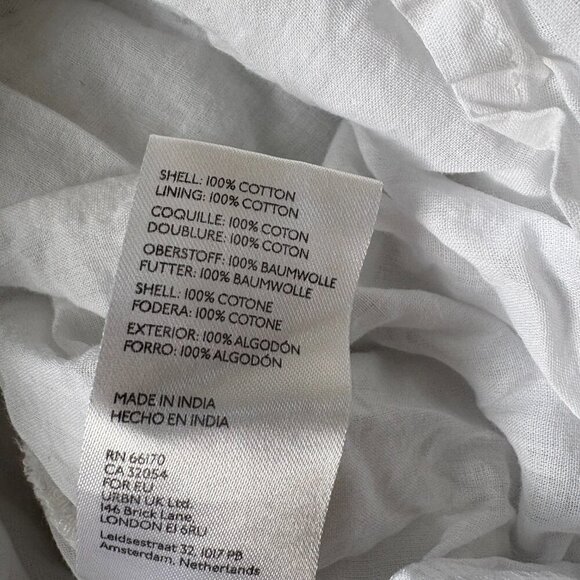 SHELL: 100% COTTON
LINING: 100% COTTON
COQUILLE: 100% COTON
DOUBLURE: 100% COTON
OBERSTOFF: 100% BAUMWOLLE
FUTTER: 100% BAUMWOLLE
SHELL: 100% COTONE
FODERA: 100% COTONE
EXTERIOR: 100% ALGODÓN
FORRO: 100% ALGODÓN
MADE IN INDIA
HECHO EN INDIA
RN 66170
CA 32054
FOR EU
URBN UK Ltd.
146 Brick Lane
LONDON E1 6RU
Leidsestraat 32, 1017 PB
Amsterdam, Netherlands